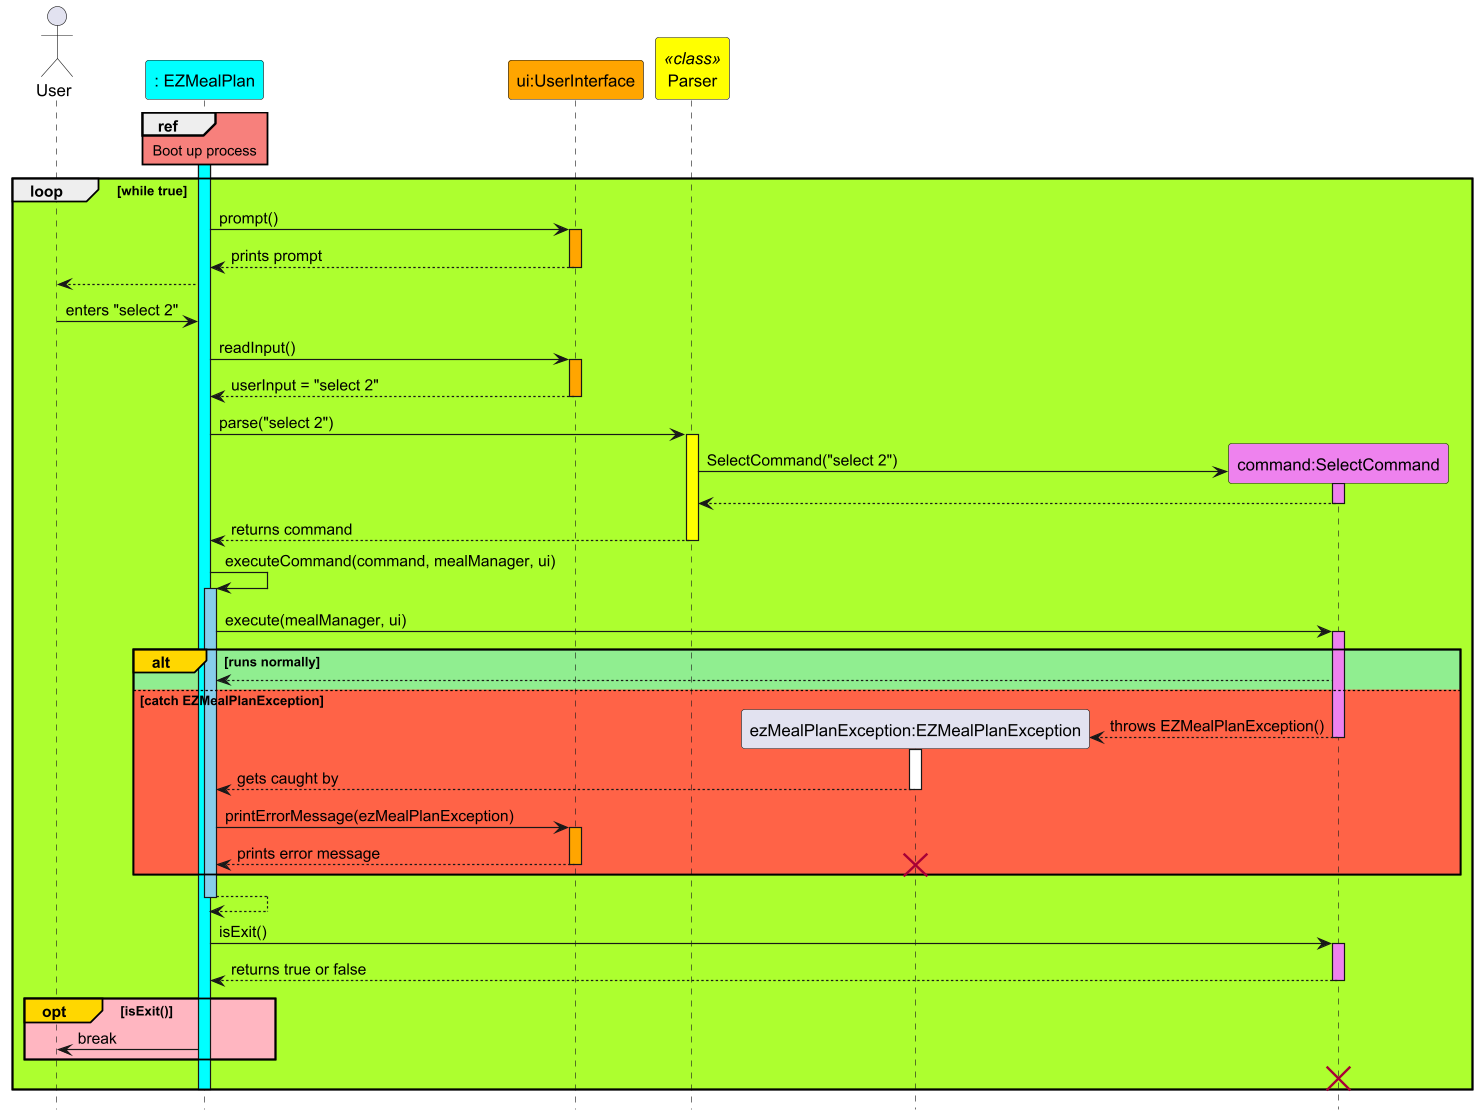 User
: EZMealPlan
ui:UserInterface
«class»
Parser
ref
Boot up process
loop [while true]
prompt()
prints prompt
enters "select 2"
readInput()
userInput = "select 2"
parse("select 2")
SelectCommand("select 2")
command:SelectCommand
returns command
executeCommand(command, mealManager, ui)
execute(mealManager, ui)
alt [runs normally]
[catch EZMealPlanException]
throws EZMealPlanException()
ezMealPlanException:EZMealPlanException
gets caught by
printErrorMessage(ezMealPlanException)
prints error message
isExit()
returns true or false
opt [isExit()]
break